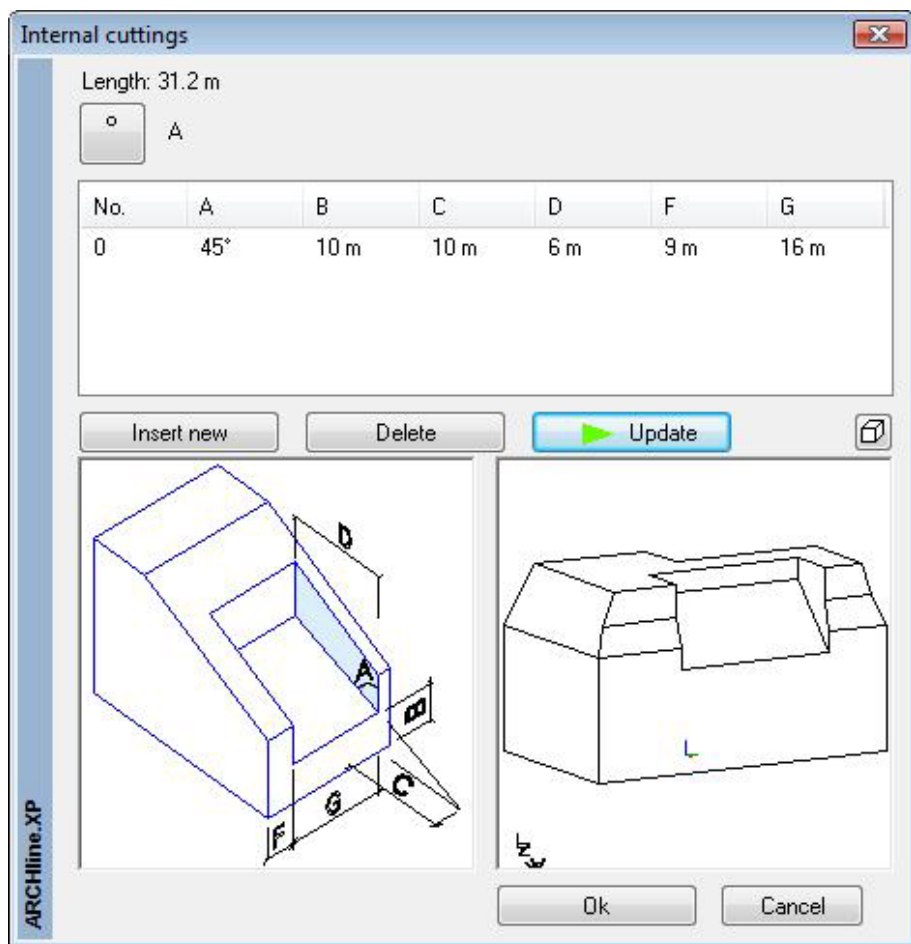 Internal cuttings
Length: 31.2 m
° A
No. A B C D F G
0 45° 10 m 10 m 6 m 9 m 16 m
Insert new Delete Update
D
A
B
C
G
F
Z
ARCHline.XP
Ok Cancel